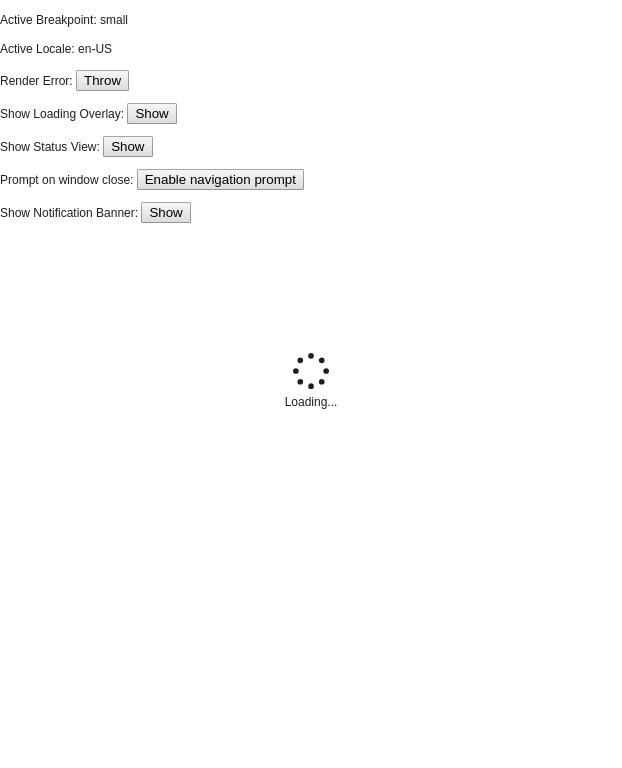 Active Breakpoint: small
Active Locale: en-US
Render Error: Throw
Show Loading Overlay: Show
Show Status View: Show
Prompt on window close: Enable navigation prompt
Show Notification Banner: Show
Loading...